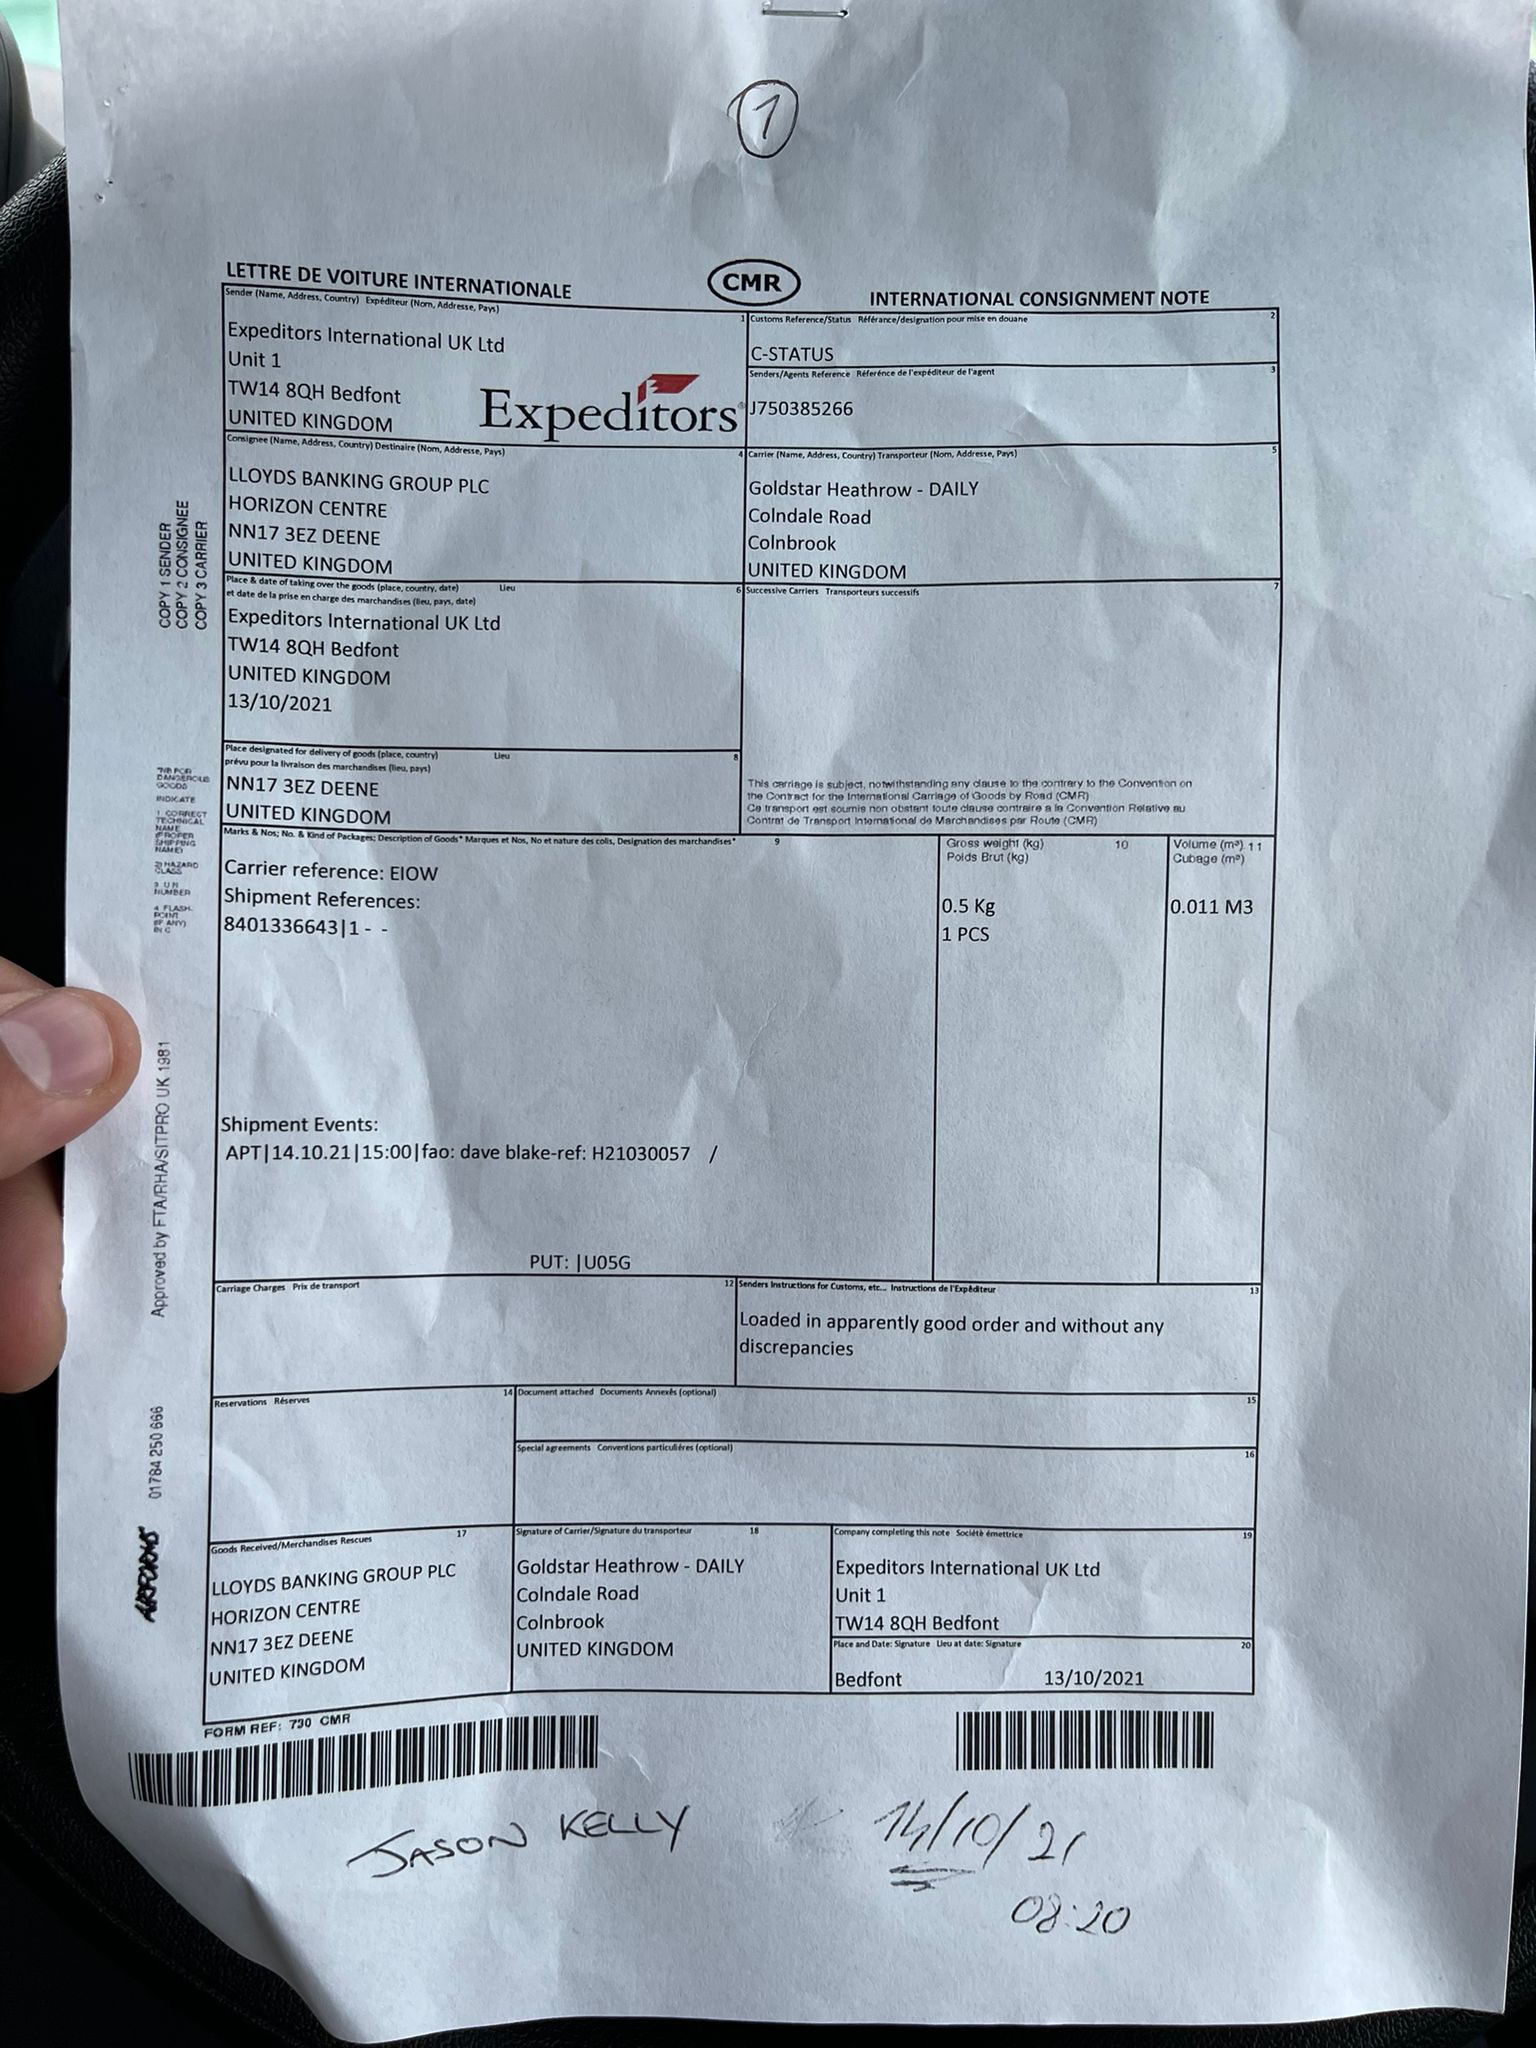 1
LETTRE DE VOITURE INTERNATIONALE
CMR
INTERNATIONAL CONSIGNMENT NOTE
Sender (Name, Address, Country) Expéditeur (Nom, Addresse, Pays)
1
Expeditors International UK Ltd
Unit 1
TW14 8QH Bedfont
UNITED KINGDOM
Expeditors
Customs Reference/Status Référance/designation pour mise en douane
2
C-STATUS
Senders/Agents Reference Référence de l'expéditeur de l'agent
3
J750385266
Consignee (Name, Address, Country) Destinaire (Nom, Addresse, Pays)
4
LLOYDS BANKING GROUP PLC
HORIZON CENTRE
NN17 3EZ DEENE
UNITED KINGDOM
Carrier (Name, Address, Country) Transporteur (Nom, Addresse, Pays)
5
Goldstar Heathrow - DAILY
Colndale Road
Colnbrook
UNITED KINGDOM
COPY 1 SENDER
COPY 2 CONSIGNEE
COPY 3 CARRIER
Place & date of taking over the goods (place, country, date) Lieu
et date de la prise en charge des marchandises (lieu, pays, date)
6
Expeditors International UK Ltd
TW14 8QH Bedfont
UNITED KINGDOM
13/10/2021
Successive Carriers Transporteurs successifs
7
Place designated for delivery of goods (place, country) Lieu
prévu pour la livraison des marchandises (lieu, pays)
8
NN17 3EZ DEENE
UNITED KINGDOM
This carriage is subject, notwithstanding any clause to the contrary to the Convention on
the Contract for the International Carriage of Goods by Road (CMR)
Ce transport est soumis non obstant toute clause contraire a la Convention Relative au
Contrat de Transport International de Marchandises par Route (CMR)
*NB FOR
DANGEROUS
GOODS
INDICATE
1 CORRECT
TECHNICAL
NAME
(PROPER
SHIPPING
NAME)
2) HAZARD
CLASS
3 U N
NUMBER
4 FLASH-
POINT
(IF ANY)
IN C
Marks & Nos; No. & Kind of Packages; Description of Goods* Marques et Nos, No et nature des colis, Designation des marchandises*
9
Gross weight (kg) 10
Poids Brut (kg)
Volume (m³) 11
Cubage (m³)
Carrier reference: EIOW
Shipment References:
8401336643|1 - -
0.5 Kg
1 PCS
0.011 M3
Shipment Events:
APT|14.10.21|15:00|fao: dave blake-ref: H21030057 /
PUT: |U05G
Approved by FTA/RHA/SITPRO UK 1981
01784 250 666
AIRFORMS
Carriage Charges Prix de transport
12
Senders Instructions for Customs, etc... Instructions de l'Expéditeur
13
Loaded in apparently good order and without any
discrepancies
Reservations Réserves
14
Document attached Documents Annexés (optional)
15
Special agreements Conventions particuliéres (optional)
16
Goods Received/Merchandises Rescues
17
LLOYDS BANKING GROUP PLC
HORIZON CENTRE
NN17 3EZ DEENE
UNITED KINGDOM
Signature of Carrier/Signature du transporteur
18
Goldstar Heathrow - DAILY
Colndale Road
Colnbrook
UNITED KINGDOM
Company completing this note Société émettrice
19
Expeditors International UK Ltd
Unit 1
TW14 8QH Bedfont
Place and Date: Signature Lieu at date: Signature
20
Bedfont 13/10/2021
FORM REF: 730 CMR
JASON KELLY
14/10/21
08:20